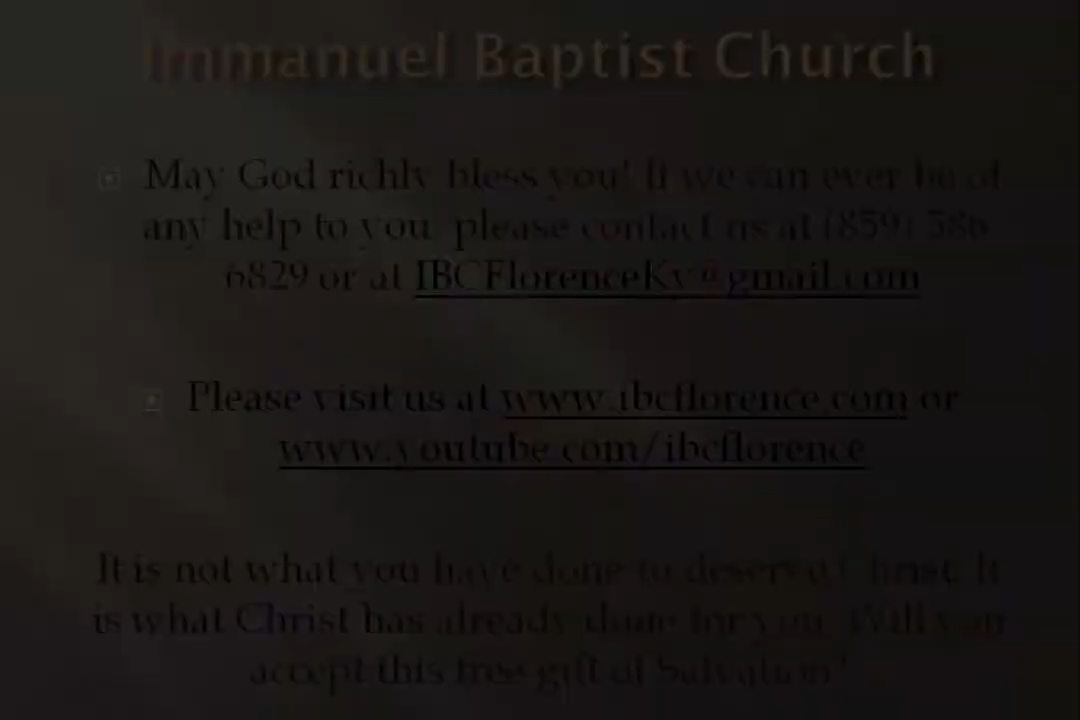 Immanuel Baptist Church
May God richly bless you! If we can ever be of
any help to you, please contact us at (859) 586-
6829 or at IBCFlorenceKy@gmail.com
Please visit us at www.ibcflorence.com or
www.youtube.com/ibcflorence
It is not what you have done to deserve Christ. It
is what Christ has already done for you. Will you
accept this free gift of Salvation?